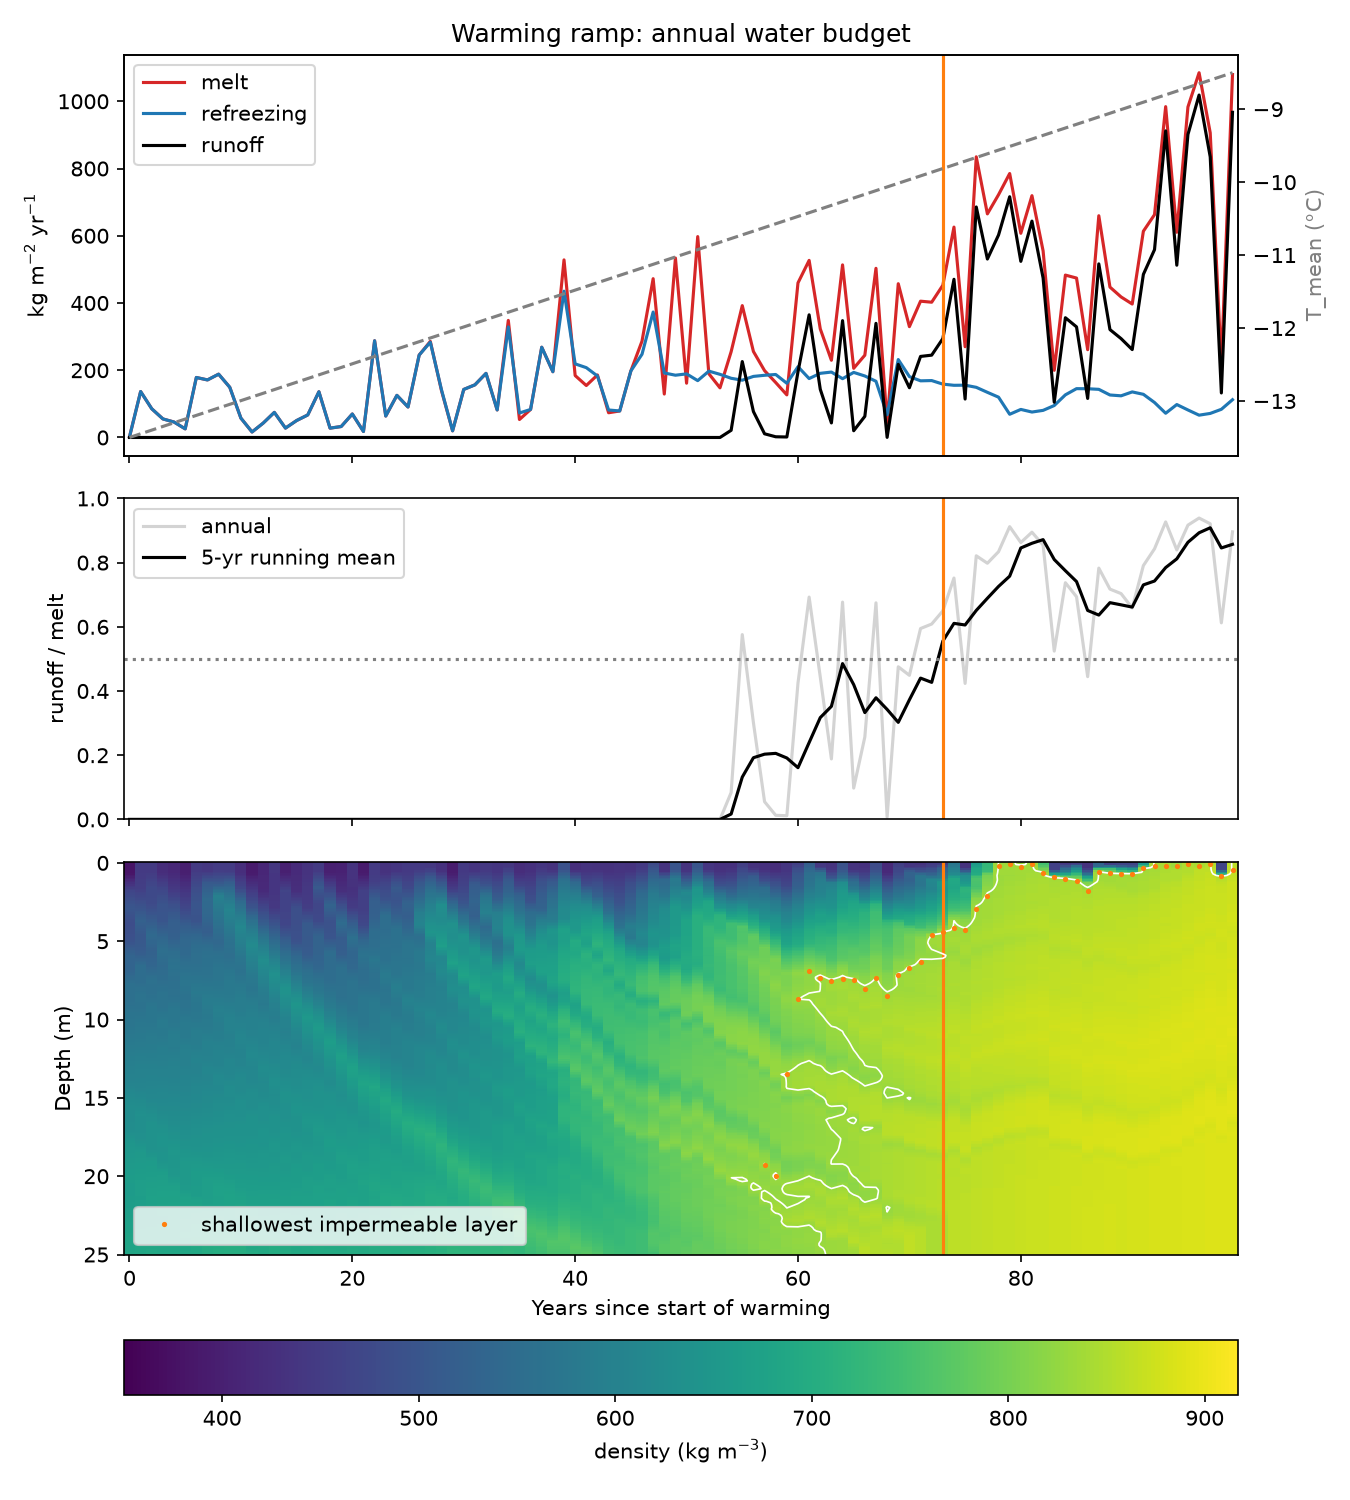 Warming ramp: annual water budget
melt
refreezing
runoff
1000
800
600
400
200
0
kg m⁻² yr⁻¹
−9
−10
−11
−12
−13
T_mean (°C)
annual
5-yr running mean
1.0
0.8
0.6
0.4
0.2
0.0
runoff / melt
0
5
10
15
20
25
Depth (m)
shallowest impermeable layer
0 20 40 60 80
Years since start of warming
400 500 600 700 800 900
density (kg m⁻³)